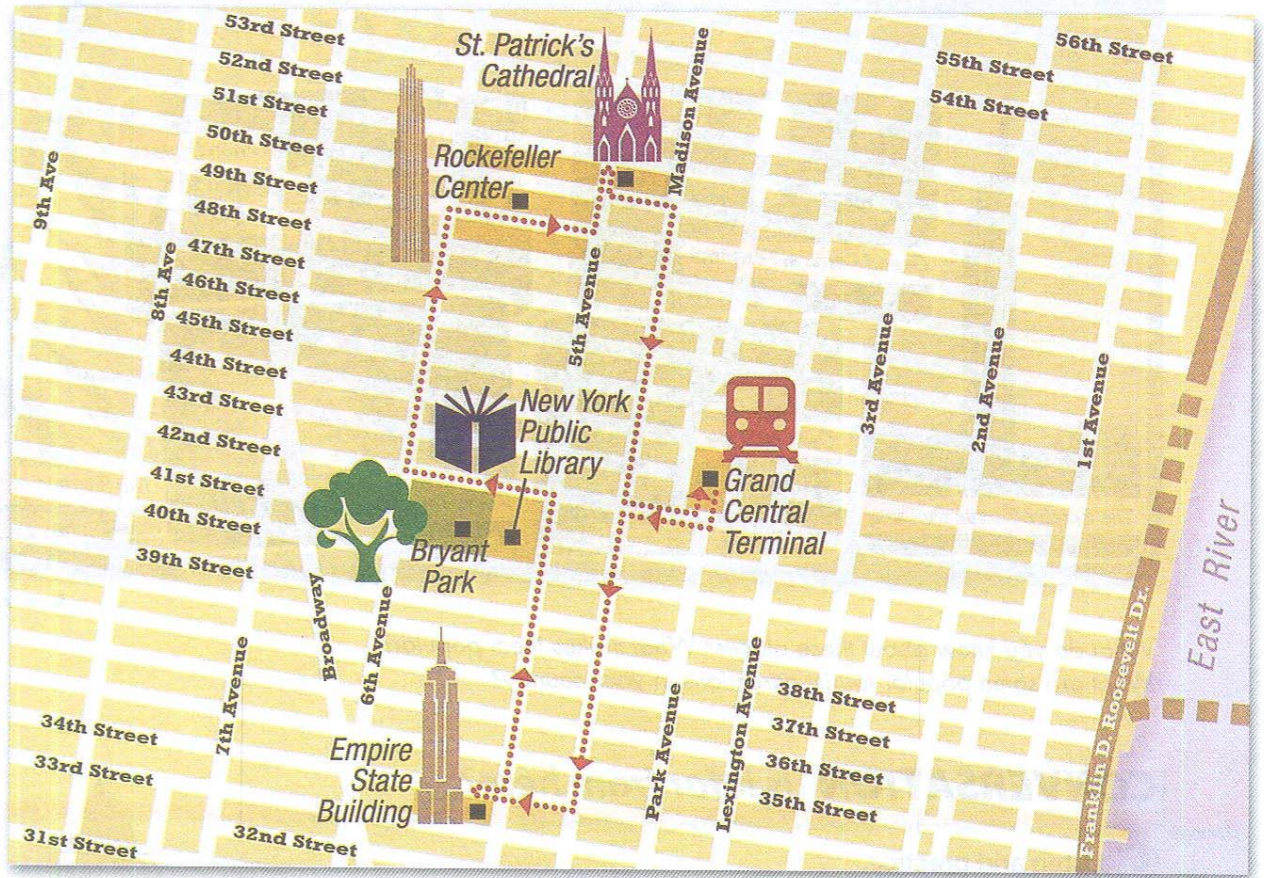 53rd Street
52nd Street
51st Street
50th Street
49th Street
48th Street
47th Street
46th Street
45th Street
44th Street
43rd Street
42nd Street
41st Street
40th Street
39th Street
34th Street
33rd Street
31st Street
32nd Street
9th Ave
8th Ave
7th Avenue
Broadway
6th Avenue
5th Avenue
Madison Avenue
Park Avenue
Lexington Avenue
3rd Avenue
2nd Avenue
1st Avenue
56th Street
55th Street
54th Street
38th Street
37th Street
36th Street
35th Street
St. Patrick's
Cathedral
Rockefeller
Center
New York
Public
Library
Bryant
Park
Grand
Central
Terminal
Empire
State
Building
Franklin D. Roosevelt Dr.
East River